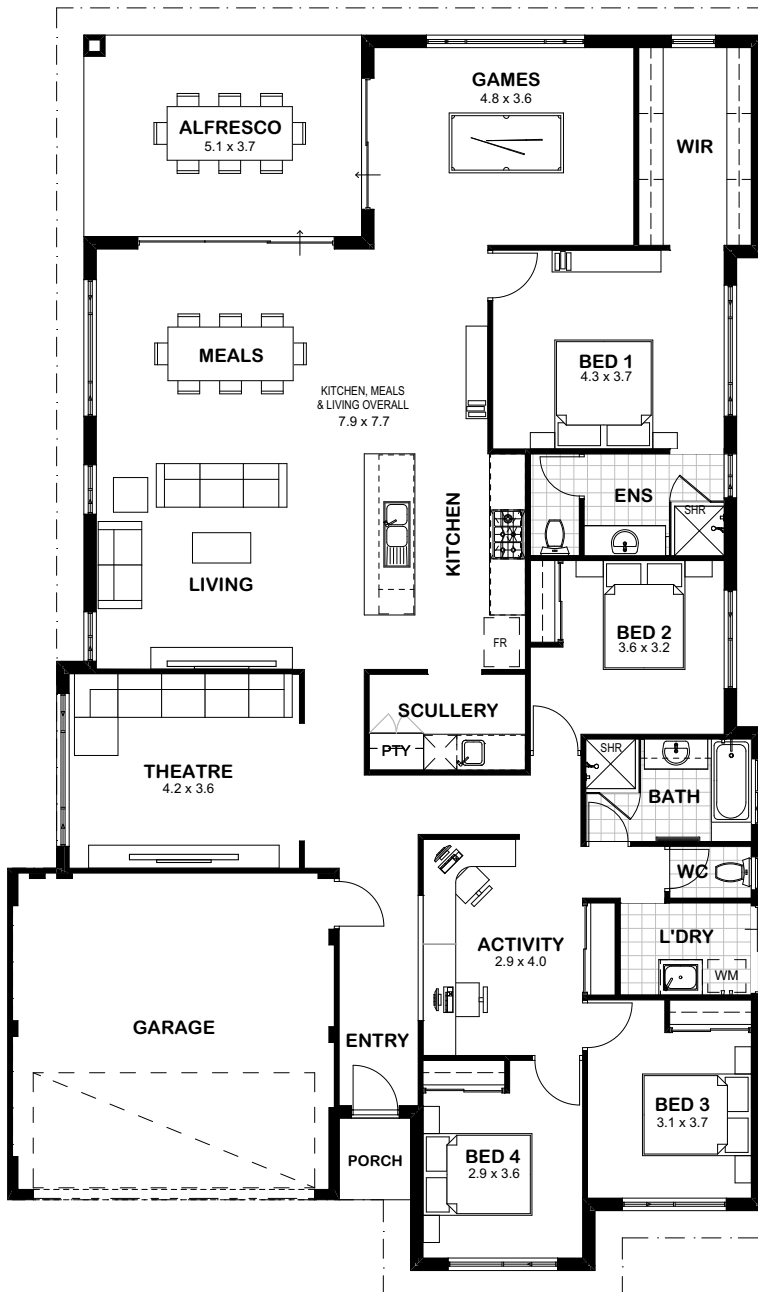 GAMES
4.8 x 3.6
ALFRESCO
5.1 x 3.7
WIR
MEALS
BED 1
4.3 x 3.7
KITCHEN, MEALS
& LIVING OVERALL
7.9 x 7.7
KITCHEN
ENS
SHR
LIVING
FR
BED 2
3.6 x 3.2
SCULLERY
PTY
THEATRE
4.2 x 3.6
SHR
BATH
WC
ACTIVITY
2.9 x 4.0
L'DRY
WM
GARAGE
ENTRY
BED 3
3.1 x 3.7
PORCH
BED 4
2.9 x 3.6